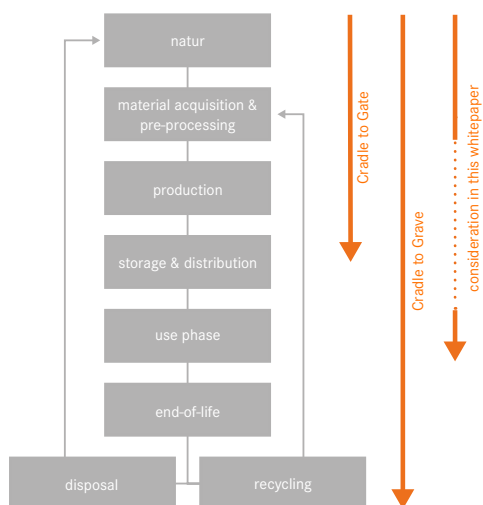 natur
material acquisition &
pre-processing
production
storage & distribution
use phase
end-of-life
disposal
recycling
Cradle to Gate
Cradle to Grave
consideration in this whitepaper